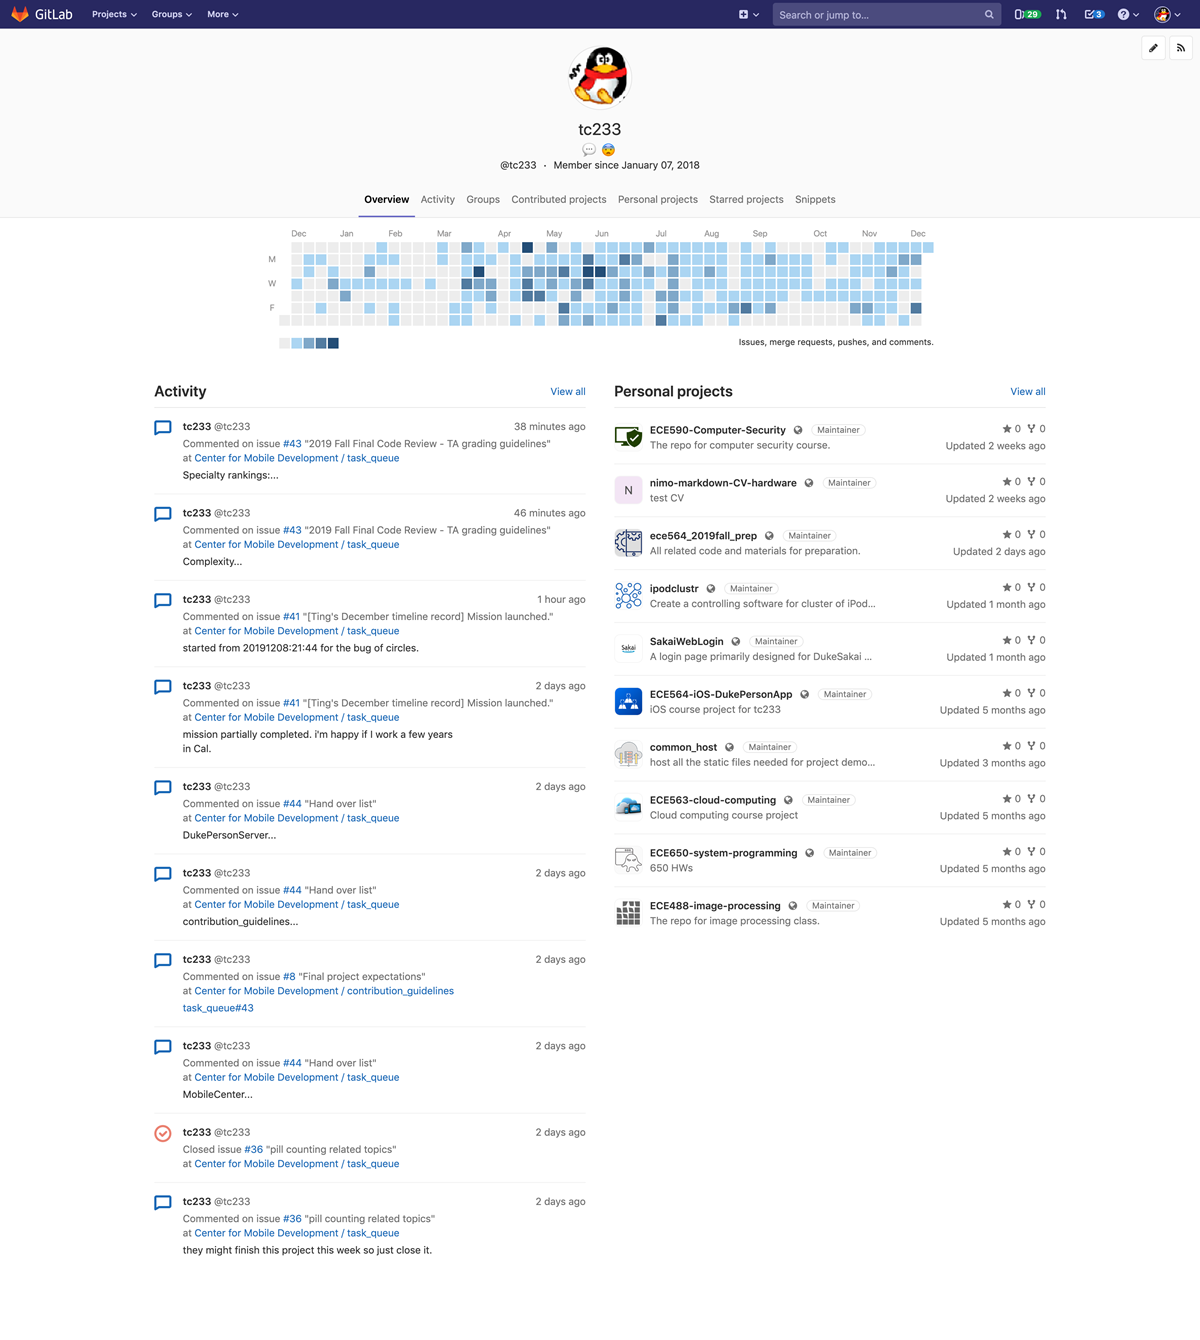 GitLab Projects Groups More Search or jump to... 29 3
tc233
@tc233 · Member since January 07, 2018
Overview Activity Groups Contributed projects Personal projects Starred projects Snippets
Dec Jan Feb Mar Apr May Jun Jul Aug Sep Oct Nov Dec
M
W
F
Issues, merge requests, pushes, and comments.
Activity View all
tc233 @tc233 38 minutes ago
Commented on issue #43 "2019 Fall Final Code Review - TA grading guidelines"
at Center for Mobile Development / task_queue
Specialty rankings:...
tc233 @tc233 46 minutes ago
Commented on issue #43 "2019 Fall Final Code Review - TA grading guidelines"
at Center for Mobile Development / task_queue
Complexity...
tc233 @tc233 1 hour ago
Commented on issue #41 "[Ting's December timeline record] Mission launched."
at Center for Mobile Development / task_queue
started from 20191208:21:44 for the bug of circles.
tc233 @tc233 2 days ago
Commented on issue #41 "[Ting's December timeline record] Mission launched."
at Center for Mobile Development / task_queue
mission partially completed. i'm happy if I work a few years
in Cal.
tc233 @tc233 2 days ago
Commented on issue #44 "Hand over list"
at Center for Mobile Development / task_queue
DukePersonServer...
tc233 @tc233 2 days ago
Commented on issue #44 "Hand over list"
at Center for Mobile Development / task_queue
contribution_guidelines...
tc233 @tc233 2 days ago
Commented on issue #8 "Final project expectations"
at Center for Mobile Development / contribution_guidelines
task_queue#43
tc233 @tc233 2 days ago
Commented on issue #44 "Hand over list"
at Center for Mobile Development / task_queue
MobileCenter...
tc233 @tc233 2 days ago
Closed issue #36 "pill counting related topics"
at Center for Mobile Development / task_queue
tc233 @tc233 2 days ago
Commented on issue #36 "pill counting related topics"
at Center for Mobile Development / task_queue
they might finish this project this week so just close it.
Personal projects View all
ECE590-Computer-Security Maintainer 0 0
The repo for computer security course. Updated 2 weeks ago
N
nimo-markdown-CV-hardware Maintainer 0 0
test CV Updated 2 weeks ago
ece564_2019fall_prep Maintainer 0 0
All related code and materials for preparation. Updated 2 days ago
ipodclustr Maintainer 0 0
Create a controlling software for cluster of iPod... Updated 1 month ago
Sakai
SakaiWebLogin Maintainer 0 0
A login page primarily designed for DukeSakai ... Updated 1 month ago
ECE564-iOS-DukePersonApp Maintainer 0 0
iOS course project for tc233 Updated 5 months ago
common_host Maintainer 0 0
host all the static files needed for project demo... Updated 3 months ago
ECE563-cloud-computing Maintainer 0 0
Cloud computing course project Updated 5 months ago
ECE650-system-programming Maintainer 0 0
650 HWs Updated 5 months ago
ECE488-image-processing Maintainer 0 0
The repo for image processing class. Updated 5 months ago